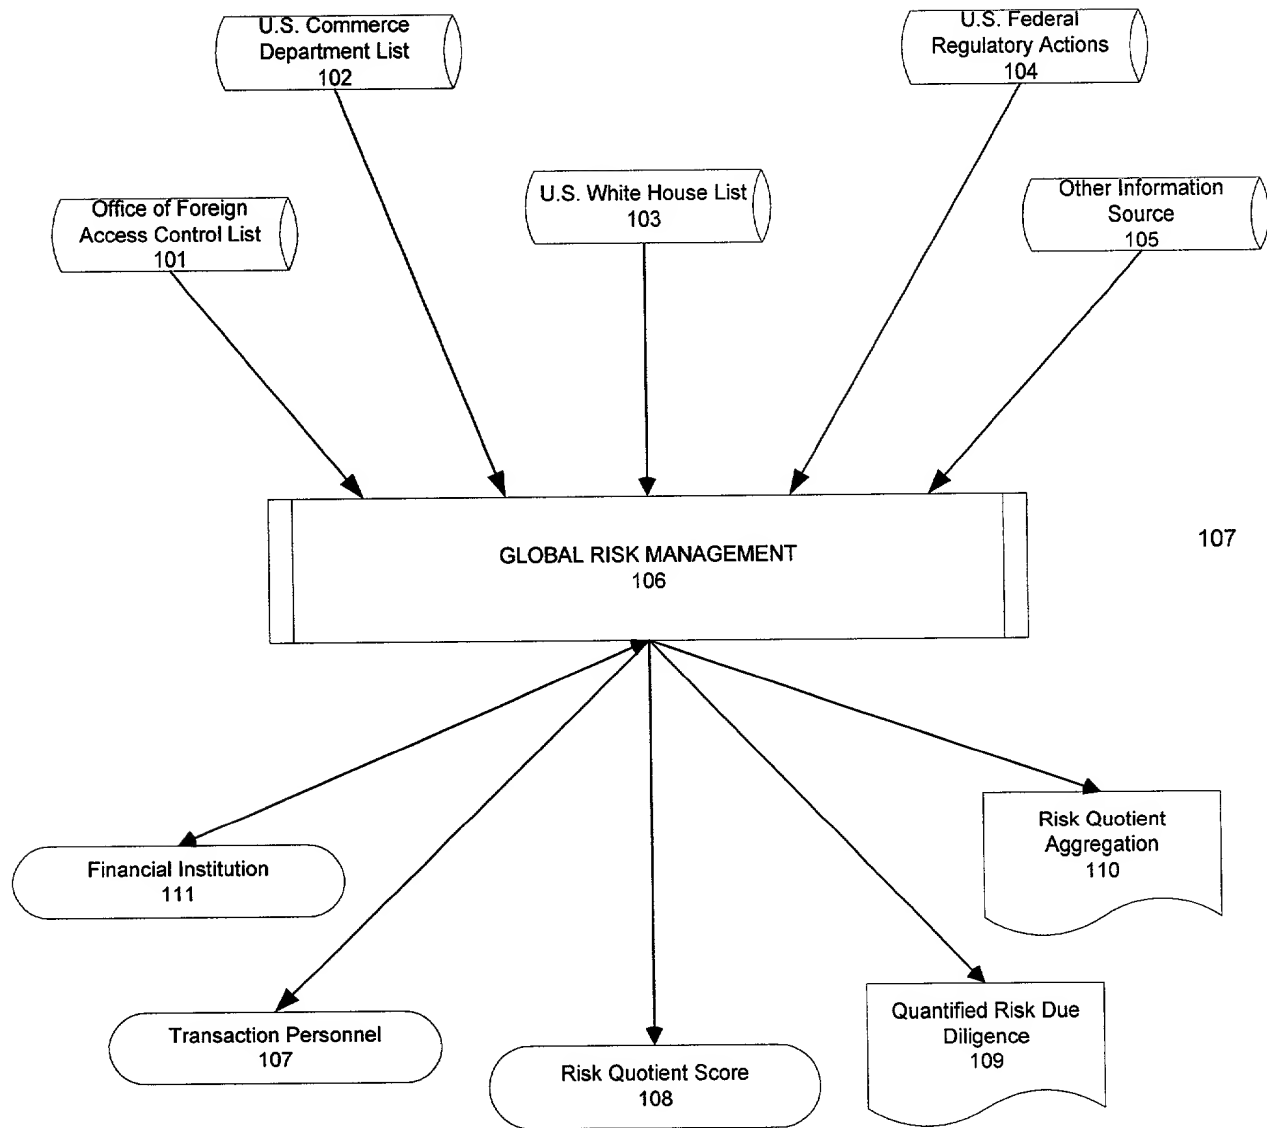 U.S. Commerce
Department List
102
U.S. Federal
Regulatory Actions
104
Office of Foreign
Access Control List
101
U.S. White House List
103
Other Information
Source
105
GLOBAL RISK MANAGEMENT
106
107
Financial Institution
111
Risk Quotient
Aggregation
110
Transaction Personnel
107
Risk Quotient Score
108
Quantified Risk Due
Diligence
109